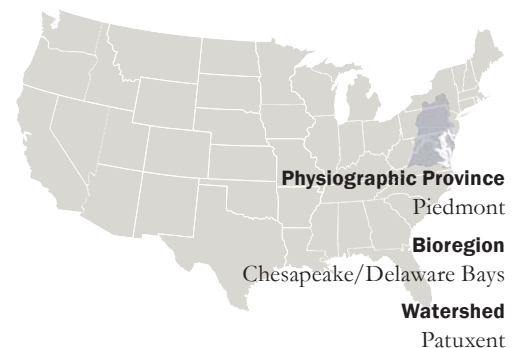 Physiographic Province
Piedmont
Bioregion
Chesapeake/Delaware Bays
Watershed
Patuxent